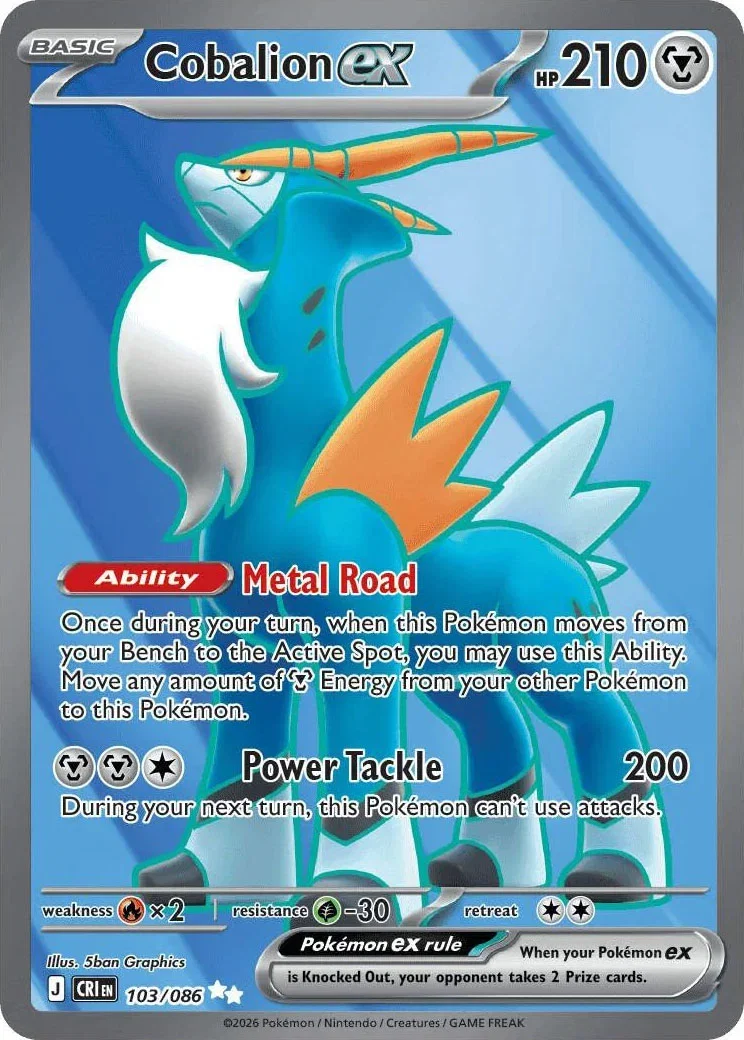 BASIC
Cobalion ex
HP 210
Ability Metal Road
Once during your turn, when this Pokémon moves from
your Bench to the Active Spot, you may use this Ability.
Move any amount of Energy from your other Pokémon
to this Pokémon.
Power Tackle 200
During your next turn, this Pokémon can't use attacks.
weakness ×2 resistance -30 retreat
Illus. 5ban Graphics
Pokémon ex rule
When your Pokémon ex
is Knocked Out, your opponent takes 2 Prize cards.
J CRI EN 103/086
©2026 Pokémon / Nintendo / Creatures / GAME FREAK